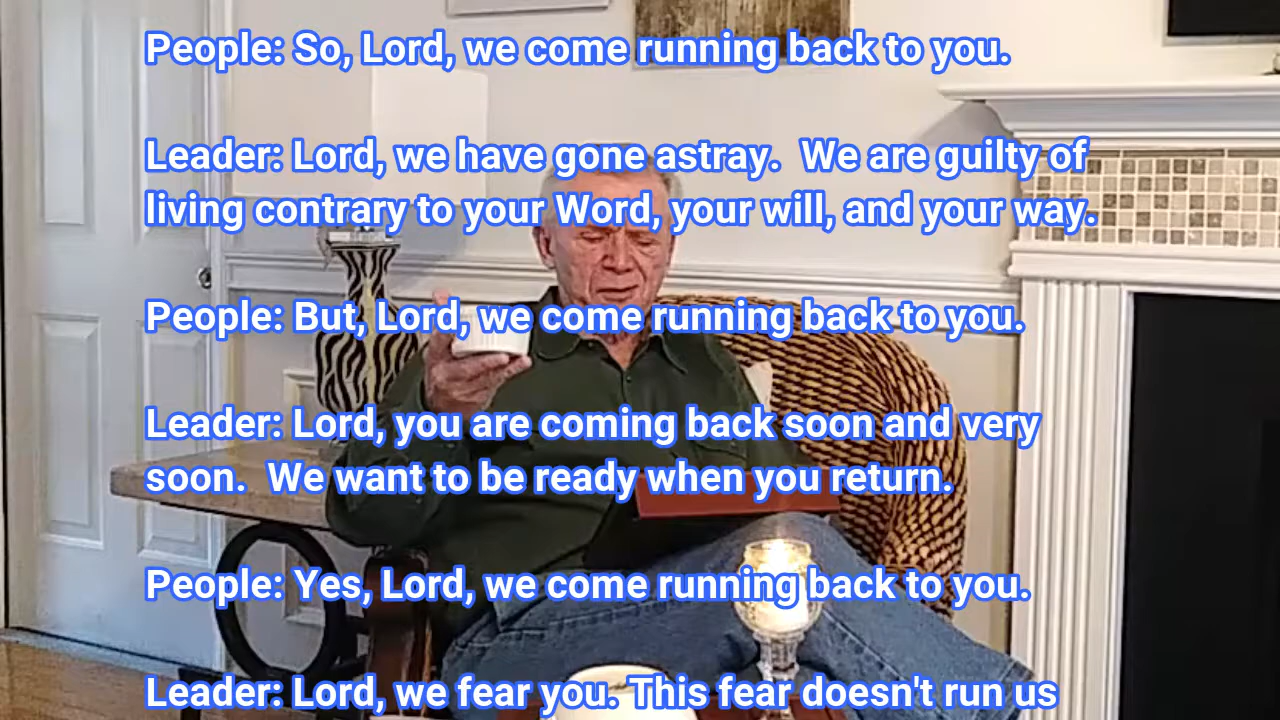 People: So, Lord, we come running back to you.
Leader: Lord, we have gone astray.  We are guilty of
living contrary to your Word, your will, and your way.
People: But, Lord, we come running back to you.
Leader: Lord, you are coming back soon and very
soon.  We want to be ready when you return.
People: Yes, Lord, we come running back to you.
Leader: Lord, we fear you. This fear doesn't run us